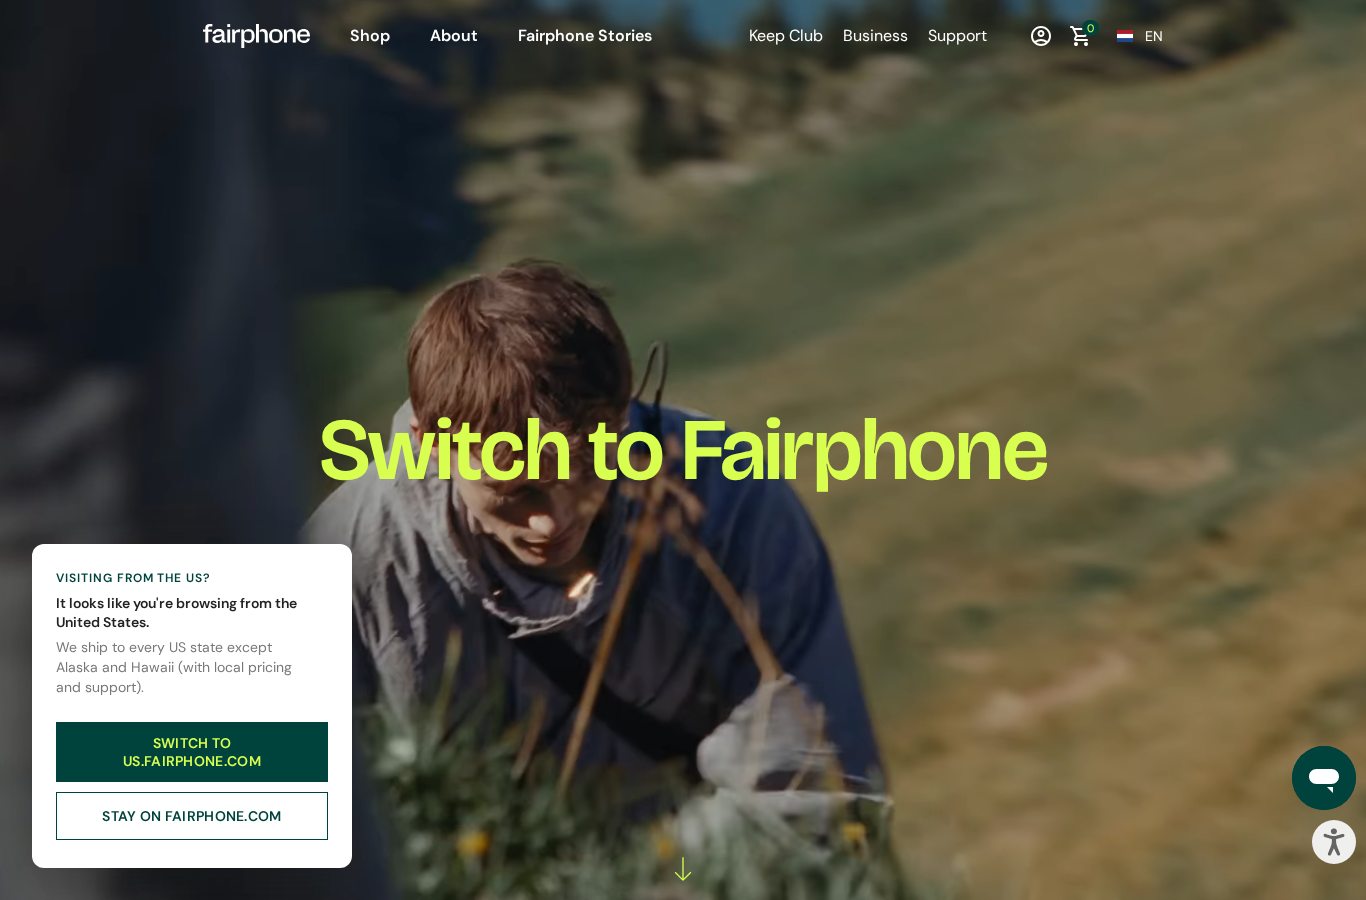 fairphone
Shop
About
Fairphone Stories
Keep Club
Business
Support
0
EN
Switch to Fairphone
VISITING FROM THE US?
It looks like you're browsing from the
United States.
We ship to every US state except
Alaska and Hawaii (with local pricing
and support).
SWITCH TO
US.FAIRPHONE.COM
STAY ON FAIRPHONE.COM